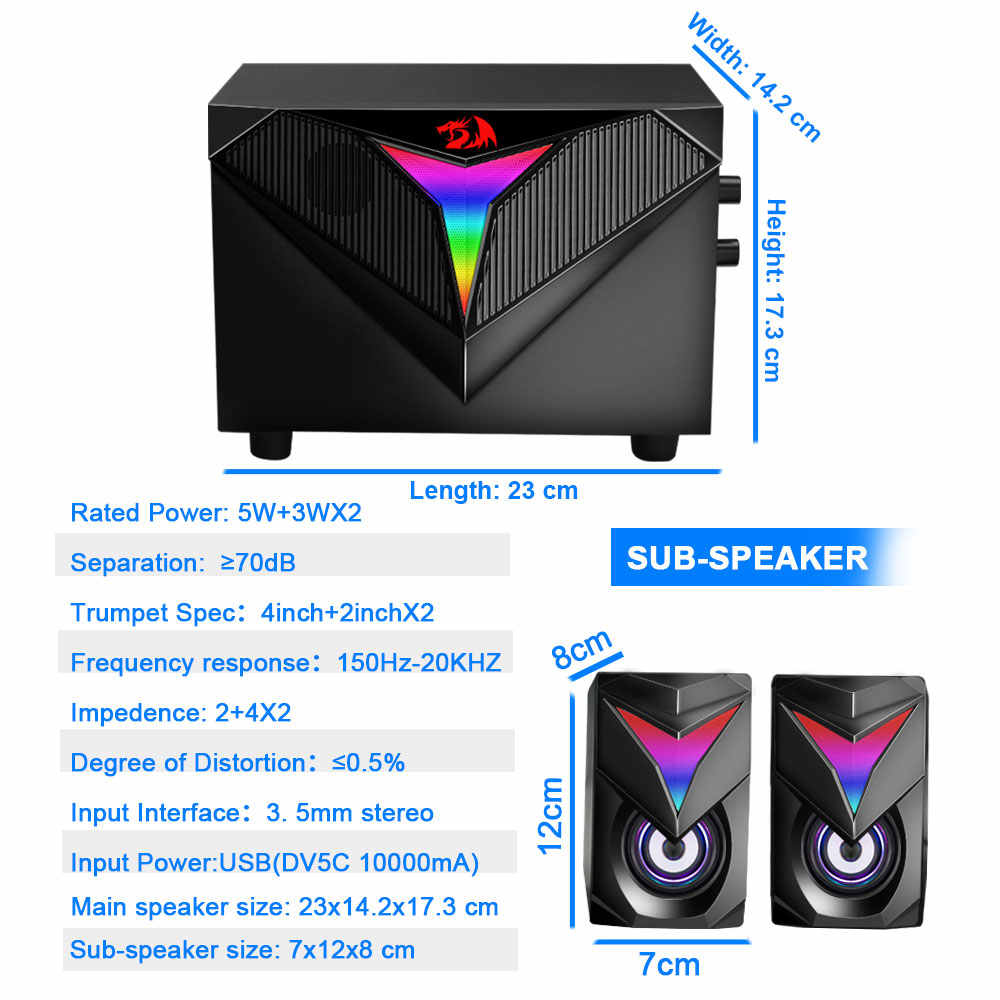 Width: 14.2 cm
Height: 17.3 cm
Length: 23 cm
Rated Power: 5W+3WX2
Separation: ≥70dB
Trumpet Spec：4inch+2inchX2
Frequency response：150Hz-20KHZ
Impedence: 2+4X2
Degree of Distortion：≤0.5%
Input Interface：3. 5mm stereo
Input Power:USB(DV5C 10000mA)
Main speaker size: 23x14.2x17.3 cm
Sub-speaker size: 7x12x8 cm
SUB-SPEAKER
8cm
12cm
7cm